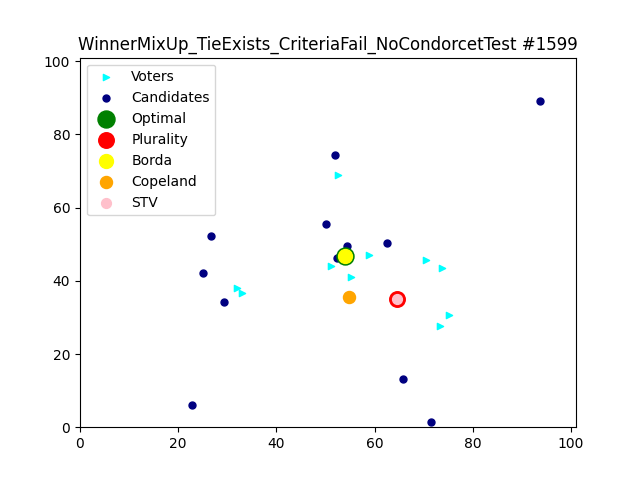 WinnerMixUp_TieExists_CriteriaFail_NoCondorcetTest #1599
100
80
60
40
20
0
Voters
Candidates
Optimal
Plurality
Borda
Copeland
STV
0 20 40 60 80 100